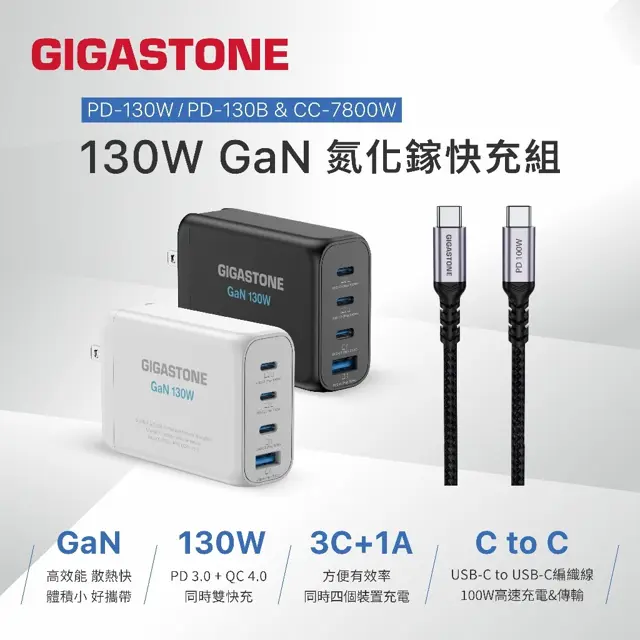 GIGASTONE
PD-130W / PD-130B & CC-7800W
130W GaN 氮化鎵快充組
GIGASTONE
GaN 130W
GIGASTONE
GaN 130W
GIGASTONE
PD 100W
GaN
高效能 散熱快
體積小 好攜帶
130W
PD 3.0 + QC 4.0
同時雙快充
3C+1A
方便有效率
同時四個裝置充電
C to C
USB-C to USB-C編織線
100W高速充電&傳輸